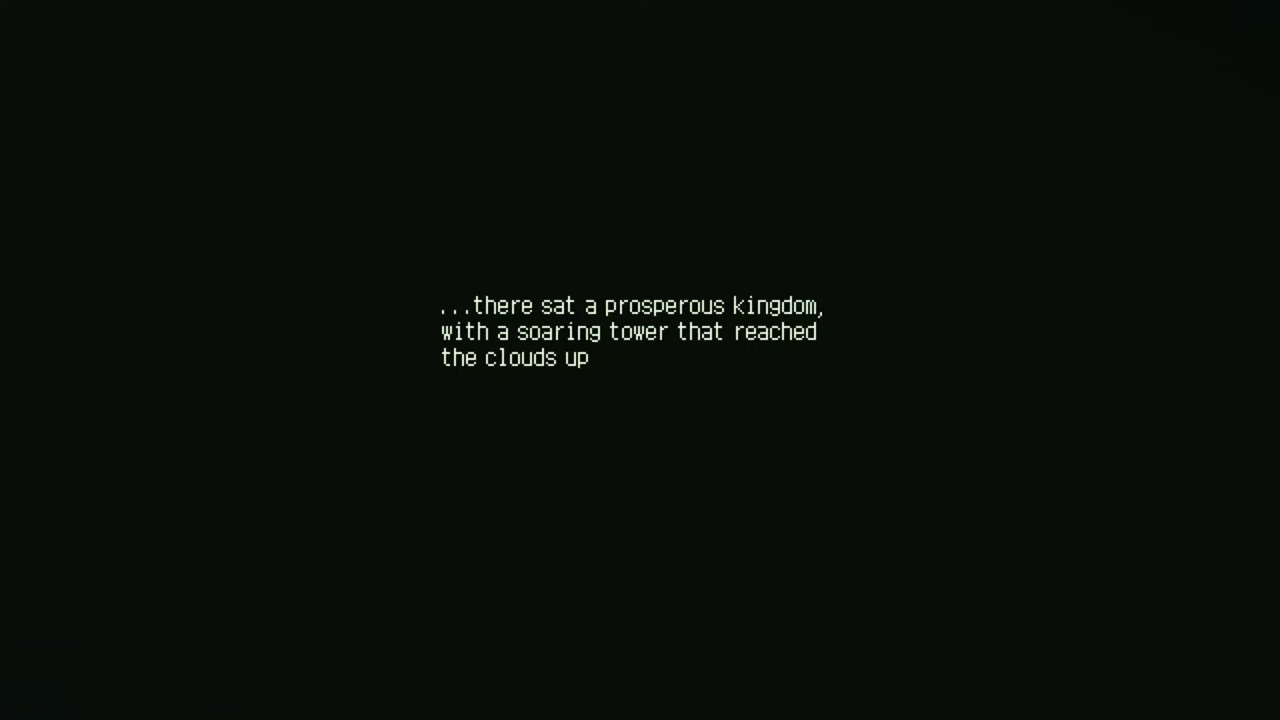 ...there sat a prosperous kingdom,
with a soaring tower that reached
the clouds up